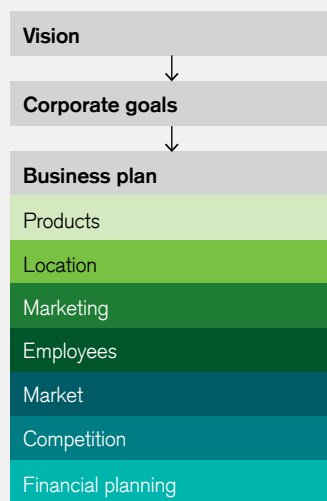 Vision
Corporate goals
Business plan
Products
Location
Marketing
Employees
Market
Competition
Financial planning